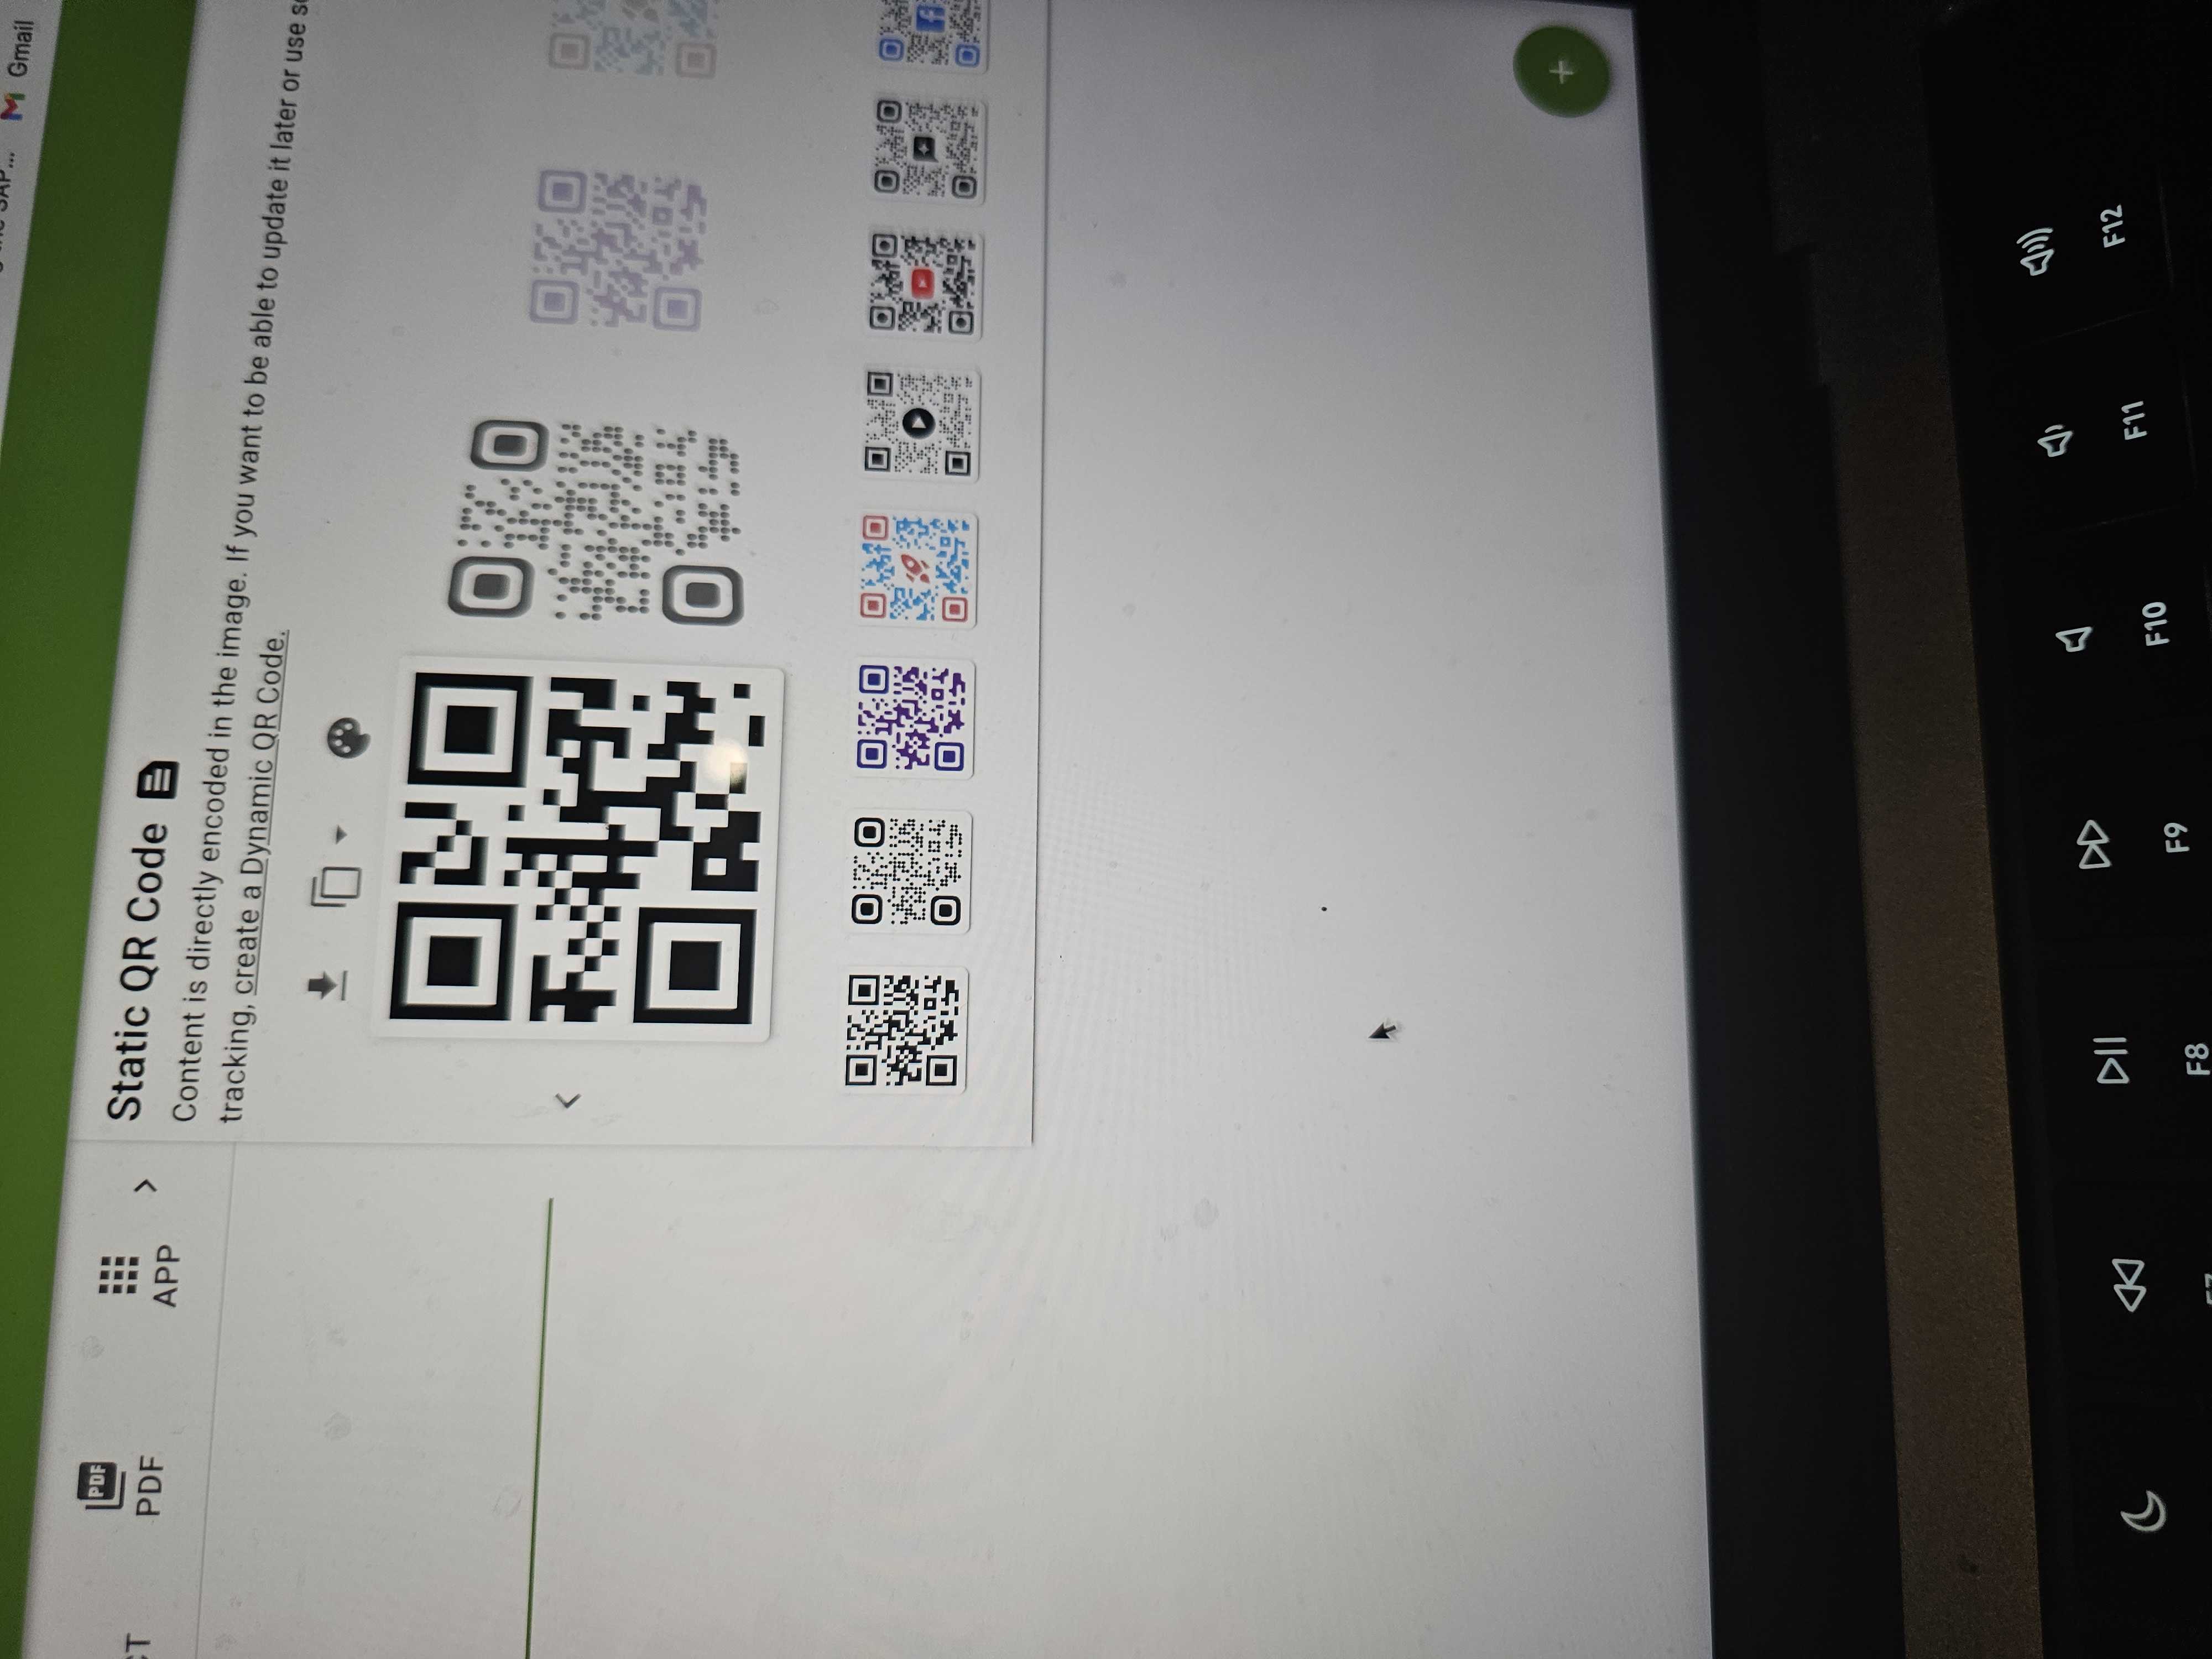 Gmail
PDF
PDF
APP
Static QR Code
Content is directly encoded in the image. If you want to be able to update it later or use
tracking, create a Dynamic QR Code.
F8
F9
F10
F11
F12